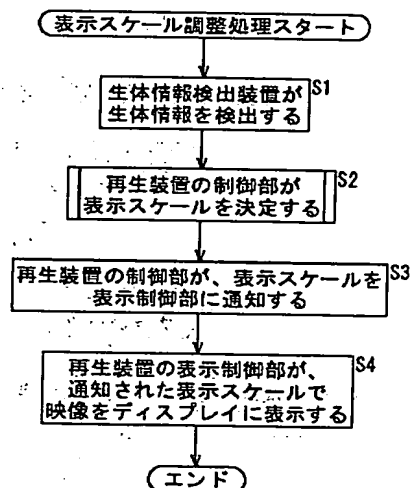 表示スケール調整処理スタート
生体情報検出装置が
生体情報を検出する
S1
再生装置の制御部が
表示スケールを決定する
S2
再生装置の制御部が、表示スケールを
表示制御部に通知する
S3
再生装置の表示制御部が、
通知された表示スケールで
映像をディスプレイに表示する
S4
エンド